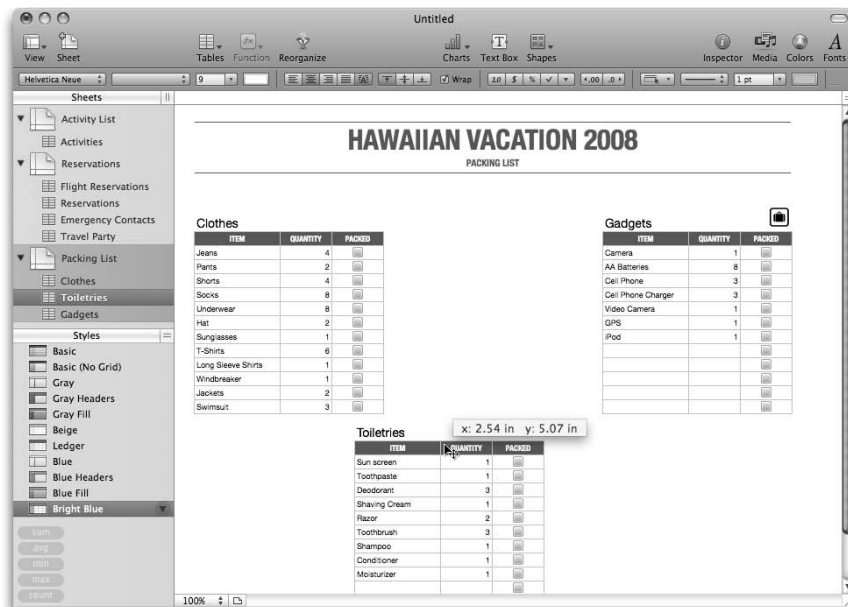 Untitled
View Sheet Tables Function Reorganize Charts Text Box Shapes Inspector Media Colors Fonts
Helvetica Neue 9 Wrap 1.0 $ % 1 pt
Sheets
Activity List
Activities
Reservations
Flight Reservations
Reservations
Emergency Contacts
Travel Party
Packing List
Clothes
Toiletries
Gadgets
Styles
Basic
Basic (No Grid)
Gray
Gray Headers
Gray Fill
Beige
Ledger
Blue
Blue Headers
Blue Fill
Bright Blue
sum
avg
min
max
count
HAWAIIAN VACATION 2008
PACKING LIST
Clothes
ITEM QUANTITY PACKED
Jeans 4
Pants 2
Shorts 4
Socks 8
Underwear 8
Hat 2
Sunglasses 1
T-Shirts 6
Long Sleeve Shirts 1
Windbreaker 1
Jackets 2
Swimsuit 3
Gadgets
ITEM QUANTITY PACKED
Camera 1
AA Batteries 8
Cell Phone 3
Cell Phone Charger 3
Video Camera 1
GPS 1
iPod 1
Toiletries
x: 2.54 in y: 5.07 in
ITEM QUANTITY PACKED
Sun screen 1
Toothpaste 1
Deodorant 3
Shaving Cream 1
Razor 2
Toothbrush 3
Shampoo 1
Conditioner 1
Moisturizer 1
100%